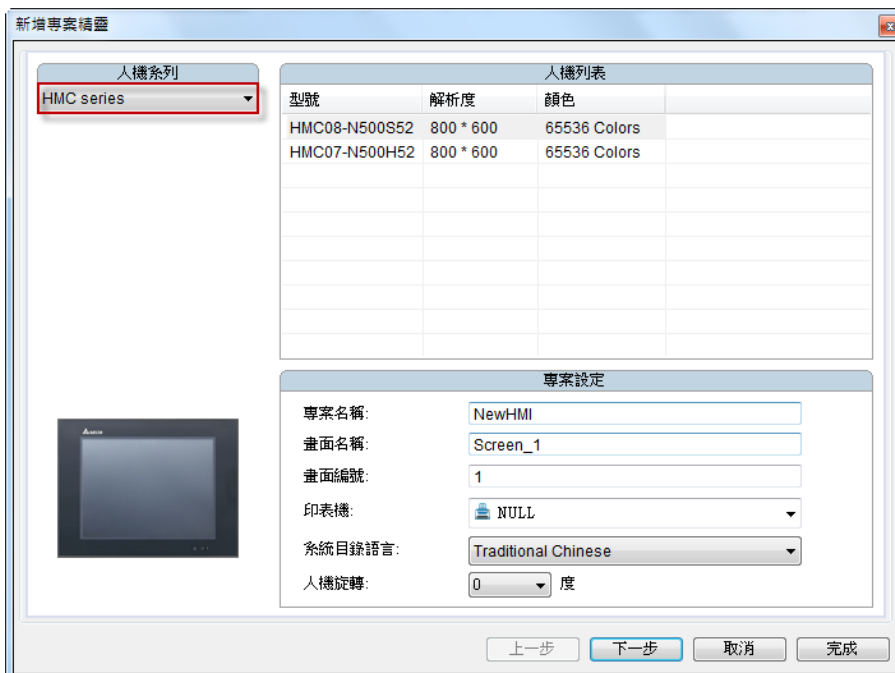 新增專案精靈
人機系列
HMC series
人機列表
型號 解析度 顏色
HMC08-N500S52 800 * 600 65536 Colors
HMC07-N500H52 800 * 600 65536 Colors
專案設定
專案名稱: NewHMI
畫面名稱: Screen_1
畫面編號: 1
印表機: NULL
系統目錄語言: Traditional Chinese
人機旋轉: 0 度
上一步 下一步 取消 完成